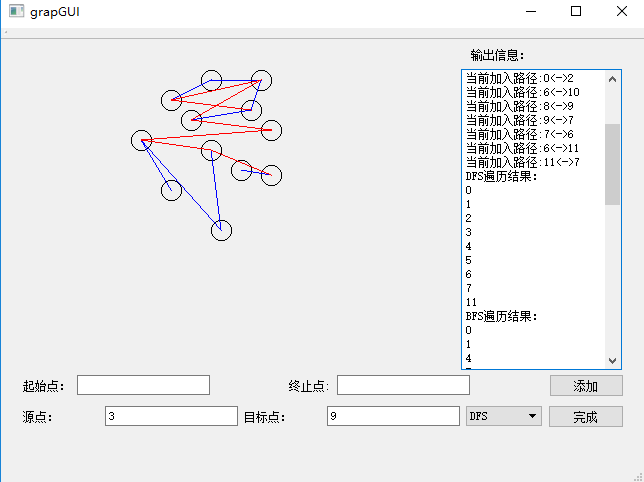 grapGUI
输出信息:
当前加入路径:0<->2
当前加入路径:6<->10
当前加入路径:8<->9
当前加入路径:9<->7
当前加入路径:7<->6
当前加入路径:6<->11
当前加入路径:11<->7
DFS遍历结果:
0
1
2
3
4
5
6
7
11
BFS遍历结果:
0
1
4
起始点:
终止点:
添加
源点:
3
目标点:
9
DFS
完成